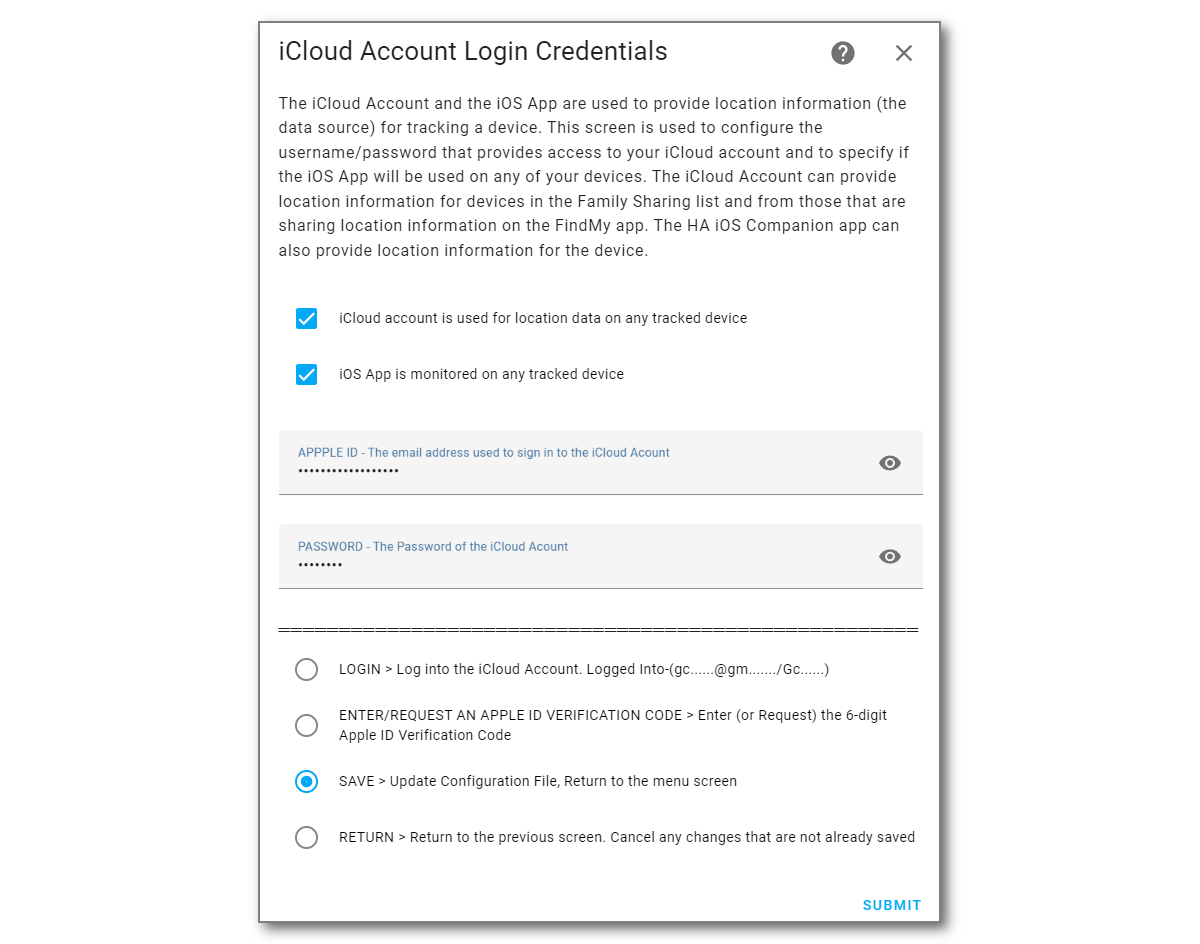 iCloud Account Login Credentials
The iCloud Account and the iOS App are used to provide location information (the
data source) for tracking a device. This screen is used to configure the
username/password that provides access to your iCloud account and to specify if
the iOS App will be used on any of your devices. The iCloud Account can provide
location information for devices in the Family Sharing list and from those that are
sharing location information on the FindMy app. The HA iOS Companion app can
also provide location information for the device.
iCloud account is used for location data on any tracked device
iOS App is monitored on any tracked device
APPPLE ID - The email address used to sign in to the iCloud Acount
••••••••••••••••••
PASSWORD - The Password of the iCloud Acount
••••••••
=====================================================
LOGIN > Log into the iCloud Account. Logged Into-(gc......@gm......./Gc......)
ENTER/REQUEST AN APPLE ID VERIFICATION CODE > Enter (or Request) the 6-digit
Apple ID Verification Code
SAVE > Update Configuration File, Return to the menu screen
RETURN > Return to the previous screen. Cancel any changes that are not already saved
SUBMIT